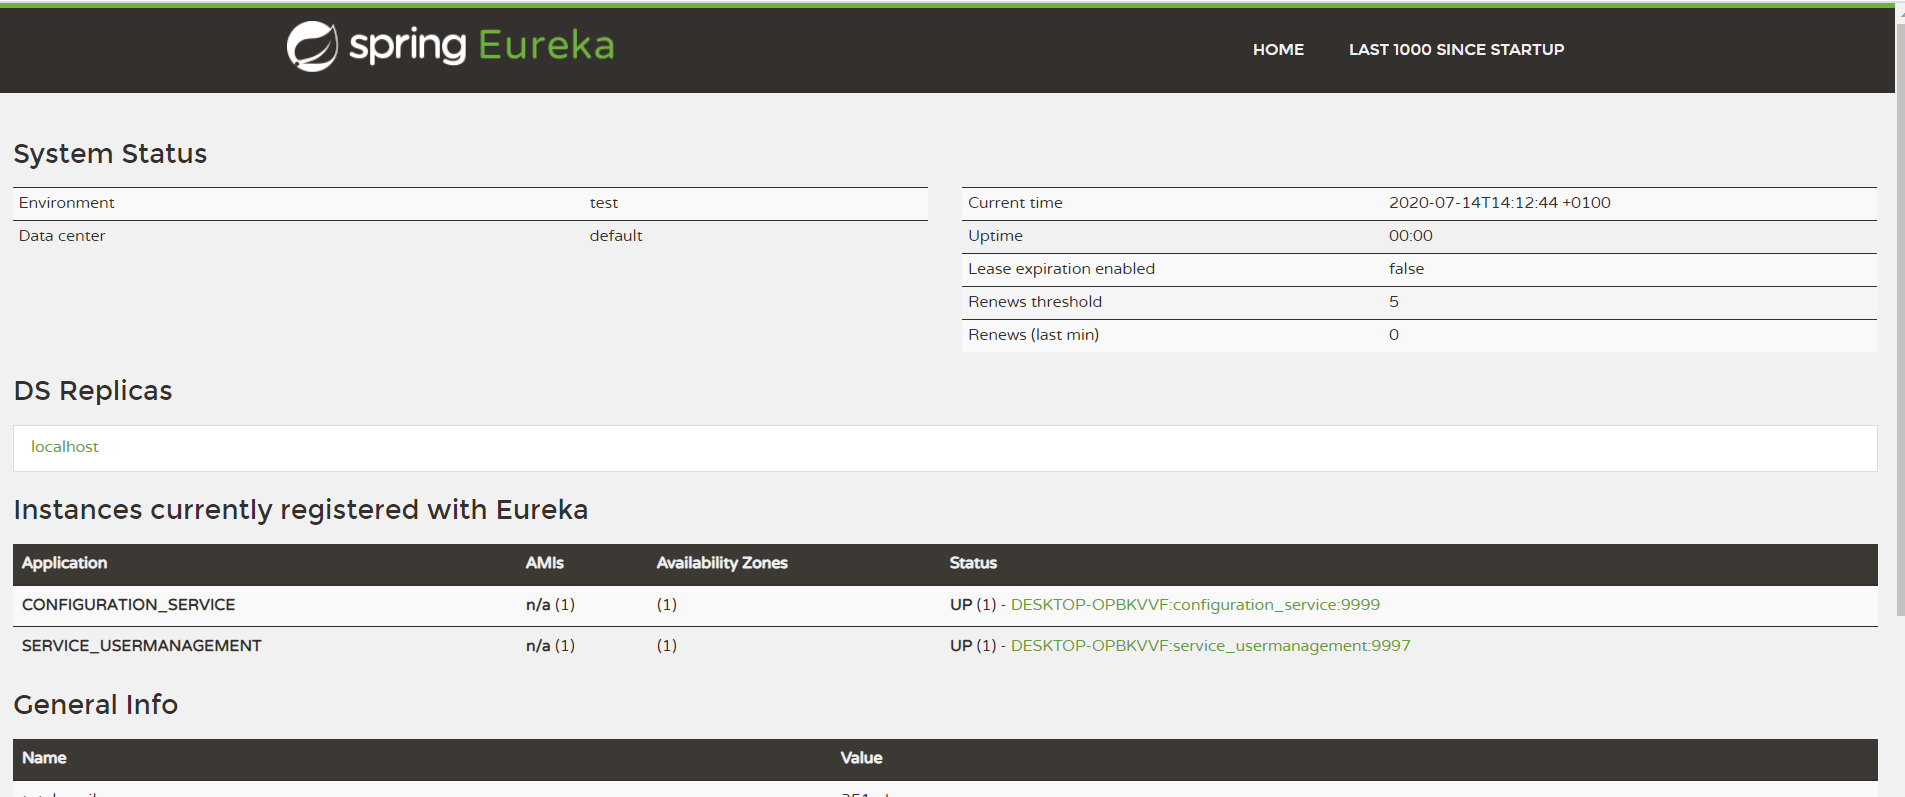 spring Eureka
HOME LAST 1000 SINCE STARTUP
System Status
Environment test
Data center default
Current time 2020-07-14T14:12:44 +0100
Uptime 00:00
Lease expiration enabled false
Renews threshold 5
Renews (last min) 0
DS Replicas
localhost
Instances currently registered with Eureka
Application AMIs Availability Zones Status
CONFIGURATION_SERVICE n/a (1) (1) UP (1) - DESKTOP-OPBKVVF:configuration_service:9999
SERVICE_USERMANAGEMENT n/a (1) (1) UP (1) - DESKTOP-OPBKVVF:service_usermanagement:9997
General Info
Name Value